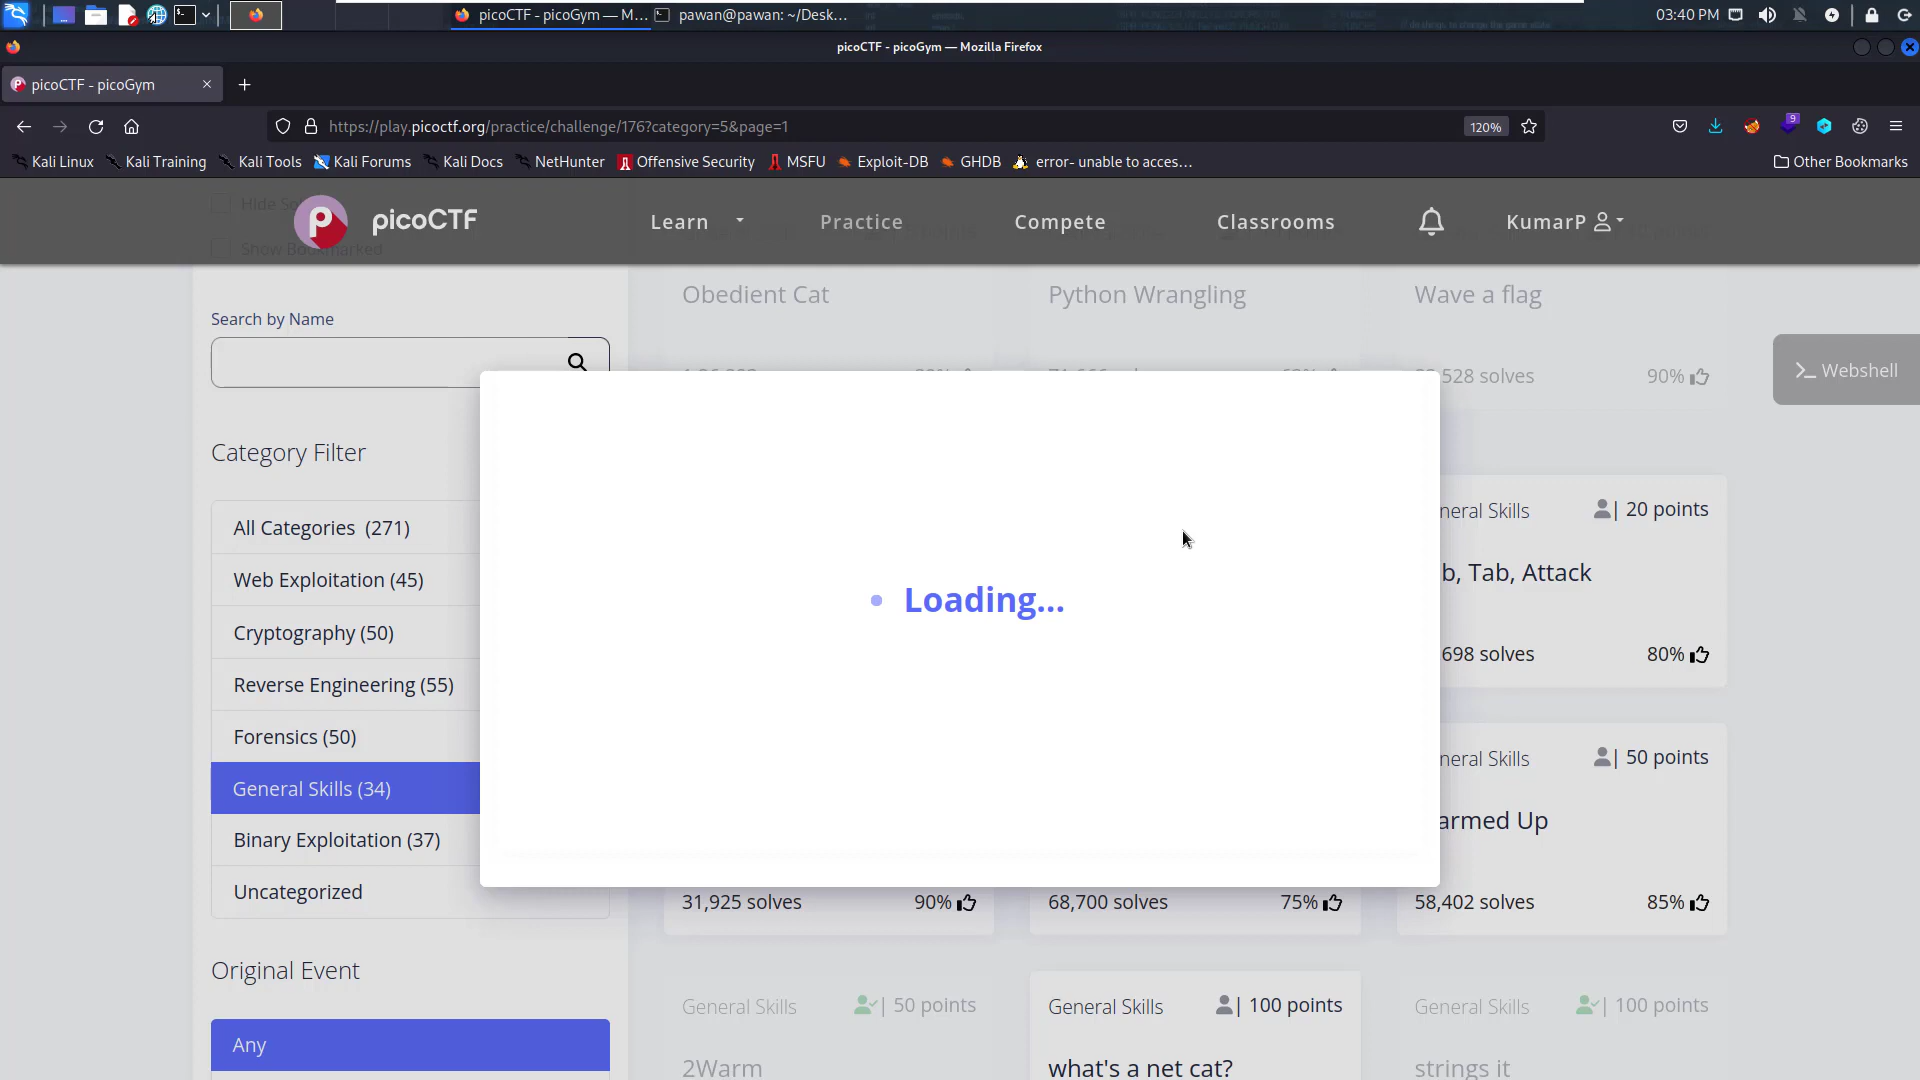 picoCTF - picoGym — M...
pawan@pawan: ~/Desk...
03:40 PM
picoCTF - picoGym — Mozilla Firefox
picoCTF - picoGym
https://play.picoctf.org/practice/challenge/176?category=5&page=1
120%
9
Kali Linux
Kali Training
Kali Tools
Kali Forums
Kali Docs
NetHunter
Offensive Security
MSFU
Exploit-DB
GHDB
error- unable to acces...
Other Bookmarks
picoCTF
Learn
Practice
Compete
Classrooms
KumarP
Show Bookmarked
Obedient Cat
Python Wrangling
Wave a flag
Search by Name
528 solves
90%
Webshell
Category Filter
All Categories (271)
Web Exploitation (45)
Cryptography (50)
Reverse Engineering (55)
Forensics (50)
General Skills (34)
Binary Exploitation (37)
Uncategorized
Original Event
Any
Loading...
neral Skills
| 20 points
b, Tab, Attack
698 solves
80%
neral Skills
| 50 points
armed Up
31,925 solves
90%
68,700 solves
75%
58,402 solves
85%
General Skills
| 50 points
2Warm
General Skills
| 100 points
what's a net cat?
General Skills
| 100 points
strings it